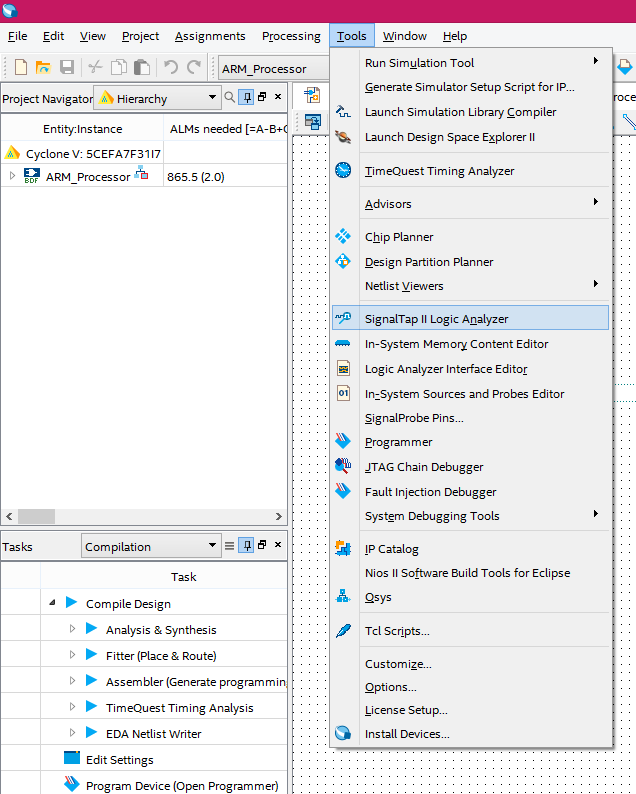 File Edit View Project Assignments Processing Tools Window Help
ARM_Processor
Project Navigator Hierarchy
Entity:Instance ALMs needed [=A-B+C
Cyclone V: 5CEFA7F31I7
BDF ARM_Processor 865.5 (2.0)
Run Simulation Tool
Generate Simulator Setup Script for IP...
Launch Simulation Library Compiler
Launch Design Space Explorer II
TimeQuest Timing Analyzer
Advisors
Chip Planner
Design Partition Planner
Netlist Viewers
SignalTap II Logic Analyzer
In-System Memory Content Editor
Logic Analyzer Interface Editor
01 In-System Sources and Probes Editor
SignalProbe Pins...
Programmer
JTAG Chain Debugger
Fault Injection Debugger
System Debugging Tools
IP Catalog
Nios II Software Build Tools for Eclipse
Qsys
Tcl Scripts...
Customize...
Options...
License Setup...
Install Devices...
Tasks Compilation
Task
Compile Design
Analysis & Synthesis
Fitter (Place & Route)
Assembler (Generate programmin
TimeQuest Timing Analysis
EDA Netlist Writer
Edit Settings
Program Device (Open Programmer)